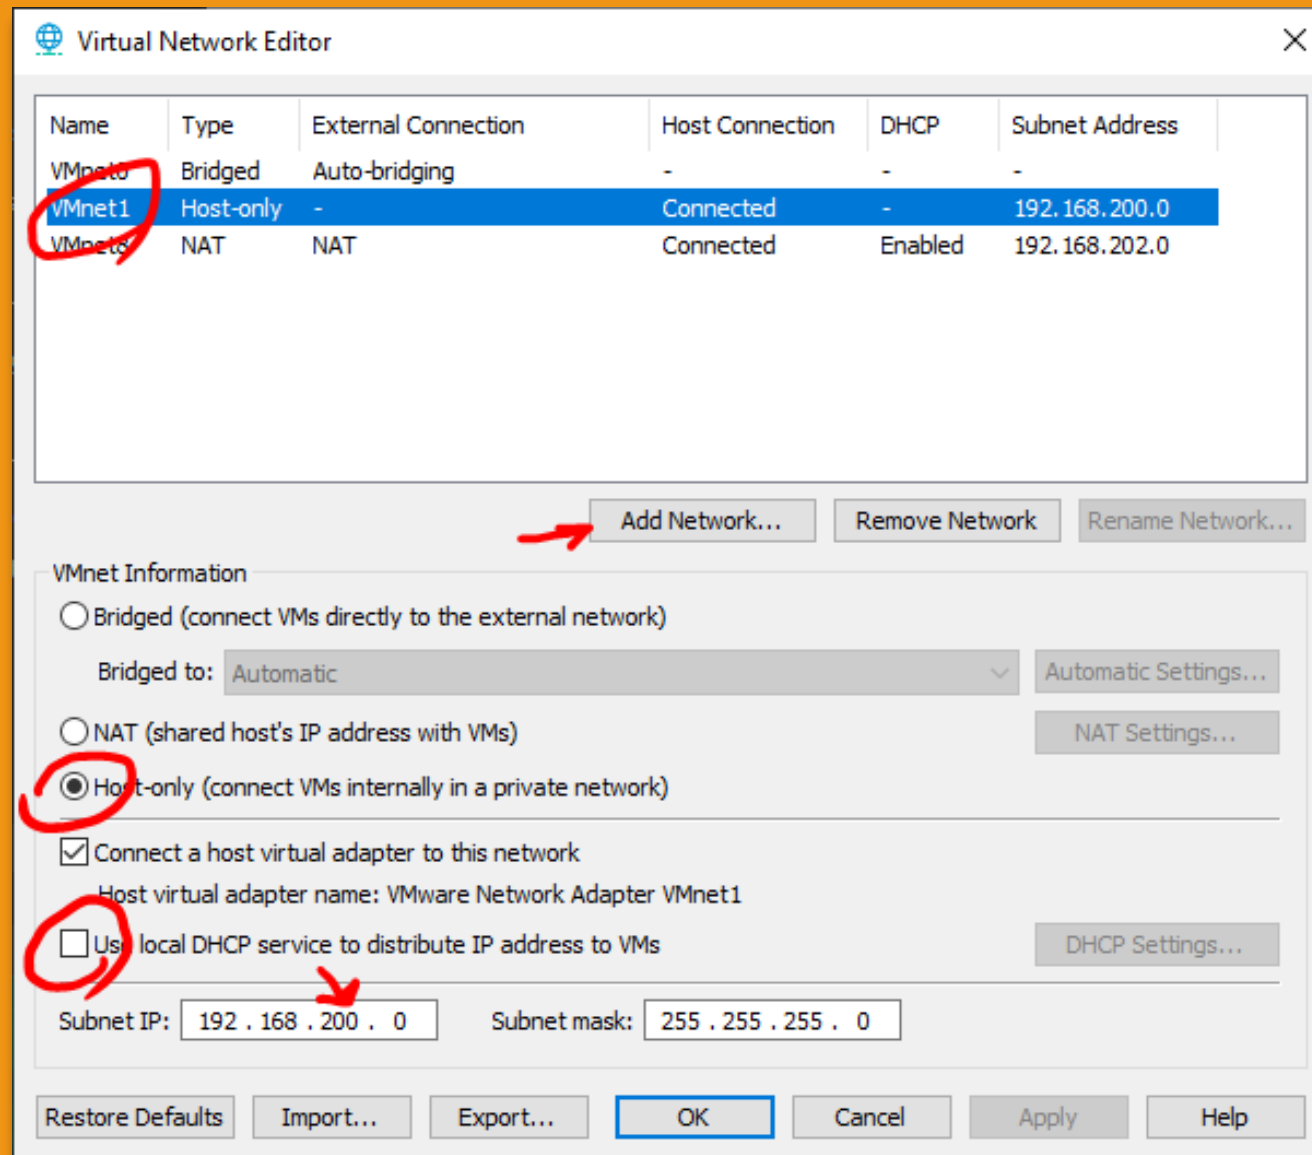 Virtual Network Editor
Name Type External Connection Host Connection DHCP Subnet Address
VMnet0 Bridged Auto-bridging - - -
VMnet1 Host-only - Connected - 192.168.200.0
VMnet8 NAT NAT Connected Enabled 192.168.202.0
Add Network... Remove Network Rename Network...
VMnet Information
Bridged (connect VMs directly to the external network)
Bridged to: Automatic Automatic Settings...
NAT (shared host's IP address with VMs) NAT Settings...
Host-only (connect VMs internally in a private network)
Connect a host virtual adapter to this network
Host virtual adapter name: VMware Network Adapter VMnet1
Use local DHCP service to distribute IP address to VMs DHCP Settings...
Subnet IP: 192 . 168 . 200 . 0 Subnet mask: 255 . 255 . 255 . 0
Restore Defaults Import... Export... OK Cancel Apply Help